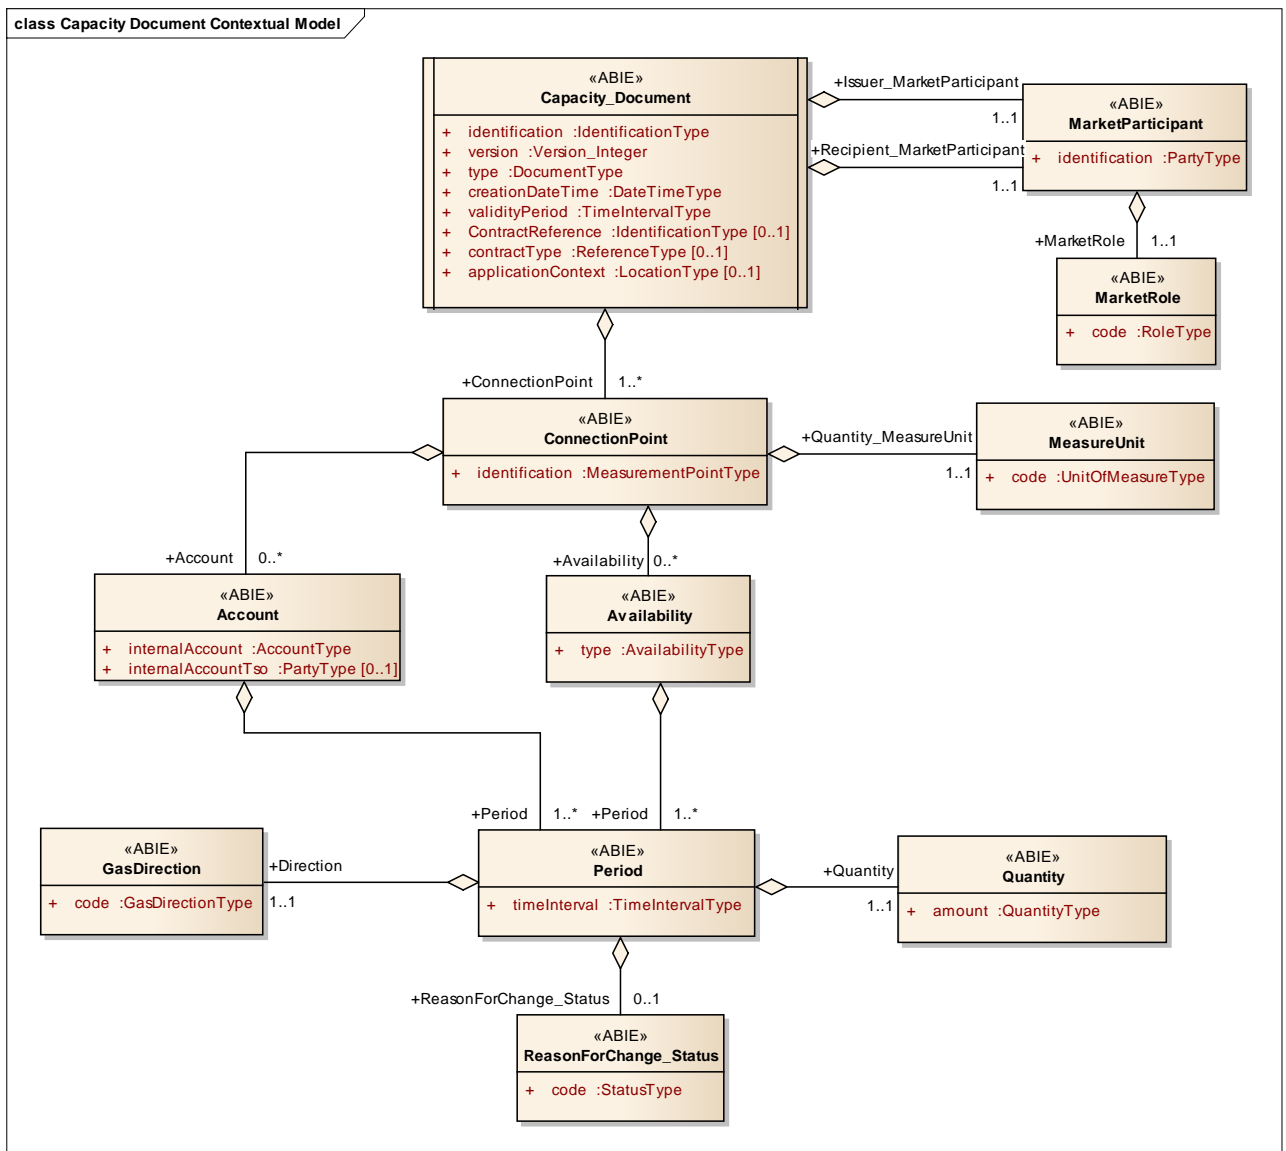 class Capacity Document Contextual Model
«ABIE»
Capacity_Document
+ identification :IdentificationType
+ version :Version_Integer
+ type :DocumentType
+ creationDateTime :DateTimeType
+ validityPeriod :TimeIntervalType
+ ContractReference :IdentificationType [0..1]
+ contractType :ReferenceType [0..1]
+ applicationContext :LocationType [0..1]
+Issuer_MarketParticipant
1..1
+Recipient_MarketParticipant
1..1
«ABIE»
MarketParticipant
+ identification :PartyType
+MarketRole 1..1
«ABIE»
MarketRole
+ code :RoleType
+ConnectionPoint 1..*
«ABIE»
ConnectionPoint
+ identification :MeasurementPointType
+Quantity_MeasureUnit
1..1
«ABIE»
MeasureUnit
+ code :UnitOfMeasureType
+Account 0..*
«ABIE»
Account
+ internalAccount :AccountType
+ internalAccountTso :PartyType [0..1]
+Availability 0..*
«ABIE»
Availability
+ type :AvailabilityType
+Period 1..*
+Period 1..*
«ABIE»
GasDirection
+ code :GasDirectionType
+Direction
1..1
«ABIE»
Period
+ timeInterval :TimeIntervalType
+Quantity
1..1
«ABIE»
Quantity
+ amount :QuantityType
+ReasonForChange_Status 0..1
«ABIE»
ReasonForChange_Status
+ code :StatusType